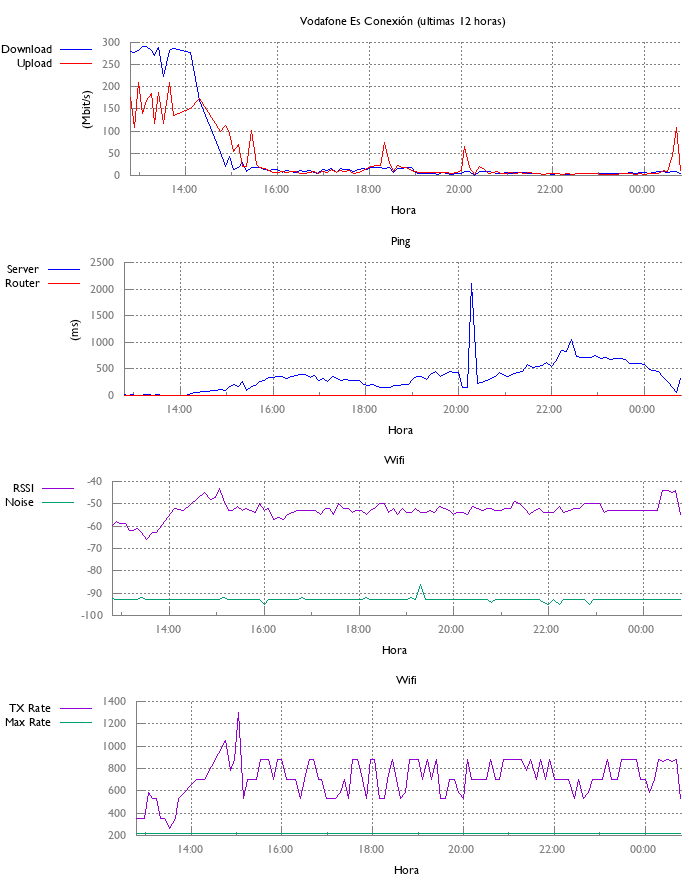 Vodafone Es Conexión (ultimas 12 horas)
Download
Upload
300
250
200
150
100
50
0
(Mbit/s)
14:00 16:00 18:00 20:00 22:00 00:00
Hora
Ping
Server
Router
2500
2000
1500
1000
500
0
(ms)
14:00 16:00 18:00 20:00 22:00 00:00
Hora
Wifi
RSSI
Noise
-40
-50
-60
-70
-80
-90
-100
14:00 16:00 18:00 20:00 22:00 00:00
Hora
Wifi
TX Rate
Max Rate
1400
1200
1000
800
600
400
200
14:00 16:00 18:00 20:00 22:00 00:00
Hora